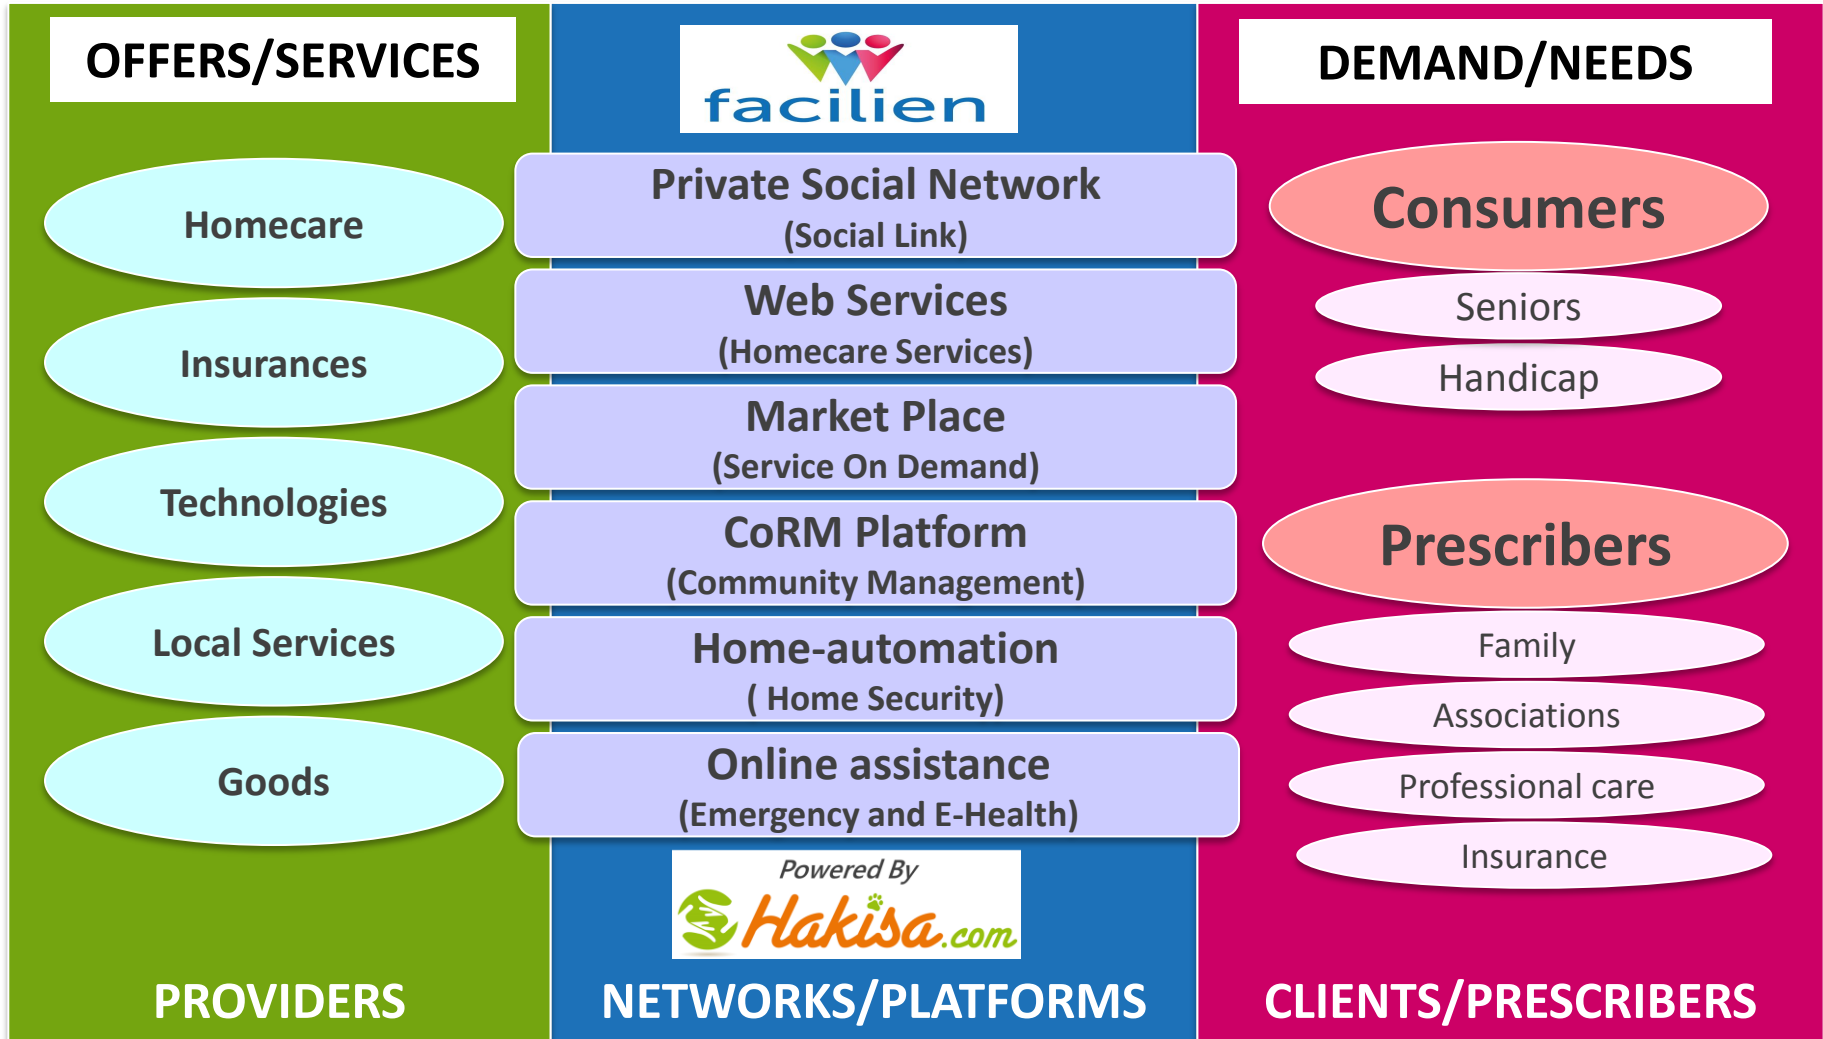 OFFERS/SERVICES
Homecare
Insurances
Technologies
Local Services
Goods
PROVIDERS
facilien
Private Social Network
(Social Link)
Web Services
(Homecare Services)
Market Place
(Service On Demand)
CoRM Platform
(Community Management)
Home-automation
( Home Security)
Online assistance
(Emergency and E-Health)
Powered By
Hakisa.com
NETWORKS/PLATFORMS
DEMAND/NEEDS
Consumers
Seniors
Handicap
Prescribers
Family
Associations
Professional care
Insurance
CLIENTS/PRESCRIBERS